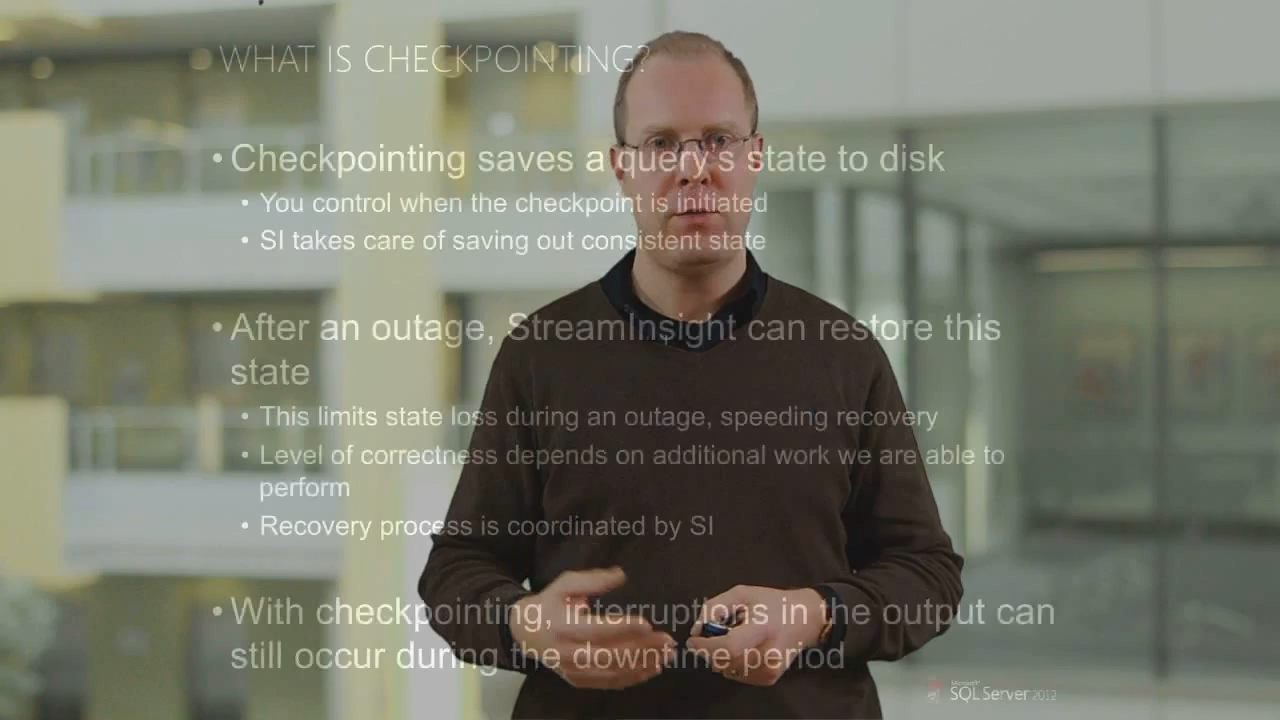 WHAT IS CHECKPOINTING?
• Checkpointing saves a query's state to disk
• You control when the checkpoint is initiated
• SI takes care of saving out consistent state
• After an outage, StreamInsight can restore this
state
• This limits state loss during an outage, speeding recovery
• Level of correctness depends on additional work we are able to
perform
• Recovery process is coordinated by SI
• With checkpointing, interruptions in the output can
still occur during the downtime period
Microsoft
SQL Server 2012